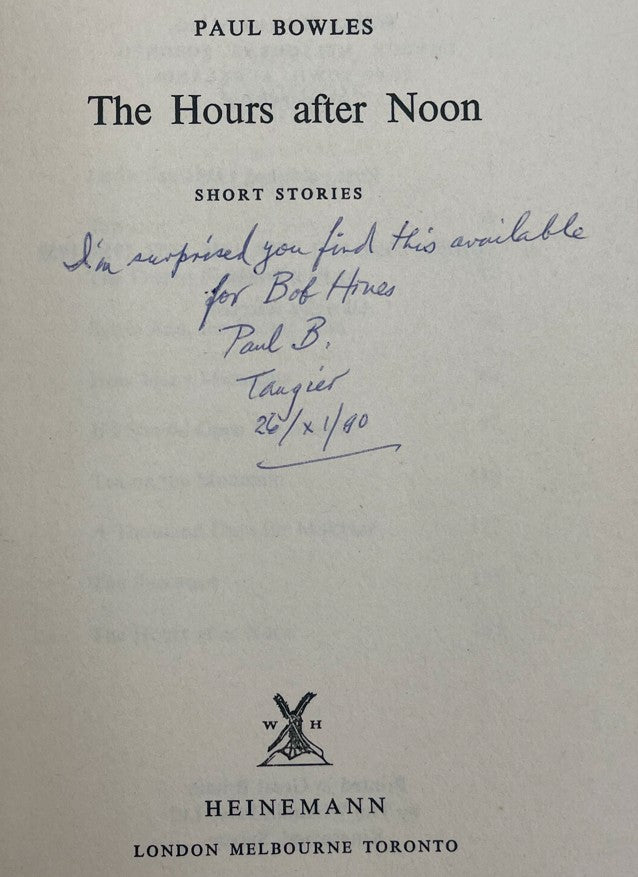 PAUL BOWLES
The Hours after Noon
SHORT STORIES
I'm surprised you find this available
for Bob Hines
Paul B.
Tangier
26/x1/90
W H
HEINEMANN
LONDON MELBOURNE TORONTO